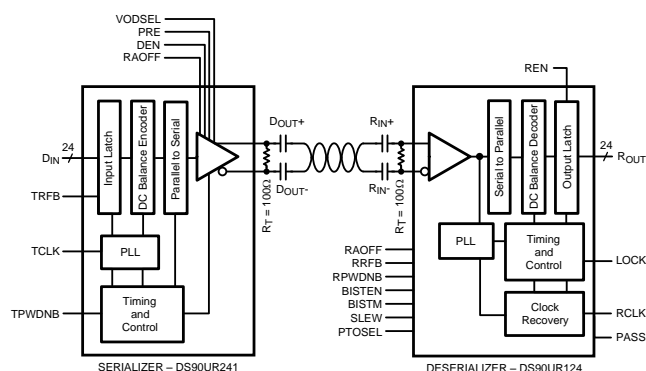 VODSEL
PRE
DEN
RAOFF
REN
24
DIN
TRFB
TCLK
TPWDNB
Input Latch
DC Balance Encoder
Parallel to Serial
PLL
Timing
and
Control
DOUT+
DOUT-
RT = 100Ω
RIN+
RIN-
RT = 100Ω
Serial to Parallel
DC Balance Decoder
Output Latch
24
ROUT
PLL
Timing
and
Control
Clock
Recovery
RAOFF
RRFB
RPWDNB
BISTEN
BISTM
SLEW
PTOSEL
LOCK
RCLK
PASS
SERIALIZER – DS90UR241
DESERIALIZER – DS90UR124